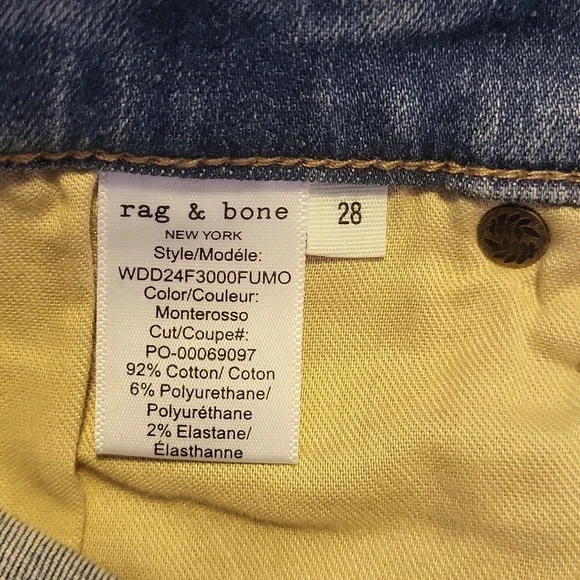 rag & bone
NEW YORK
28
Style/Modéle:
WDD24F3000FUMO
Color/Couleur:
Monterosso
Cut/Coupe#:
PO-00069097
92% Cotton/ Coton
6% Polyurethane/
Polyuréthane
2% Elastane/
Élasthanne